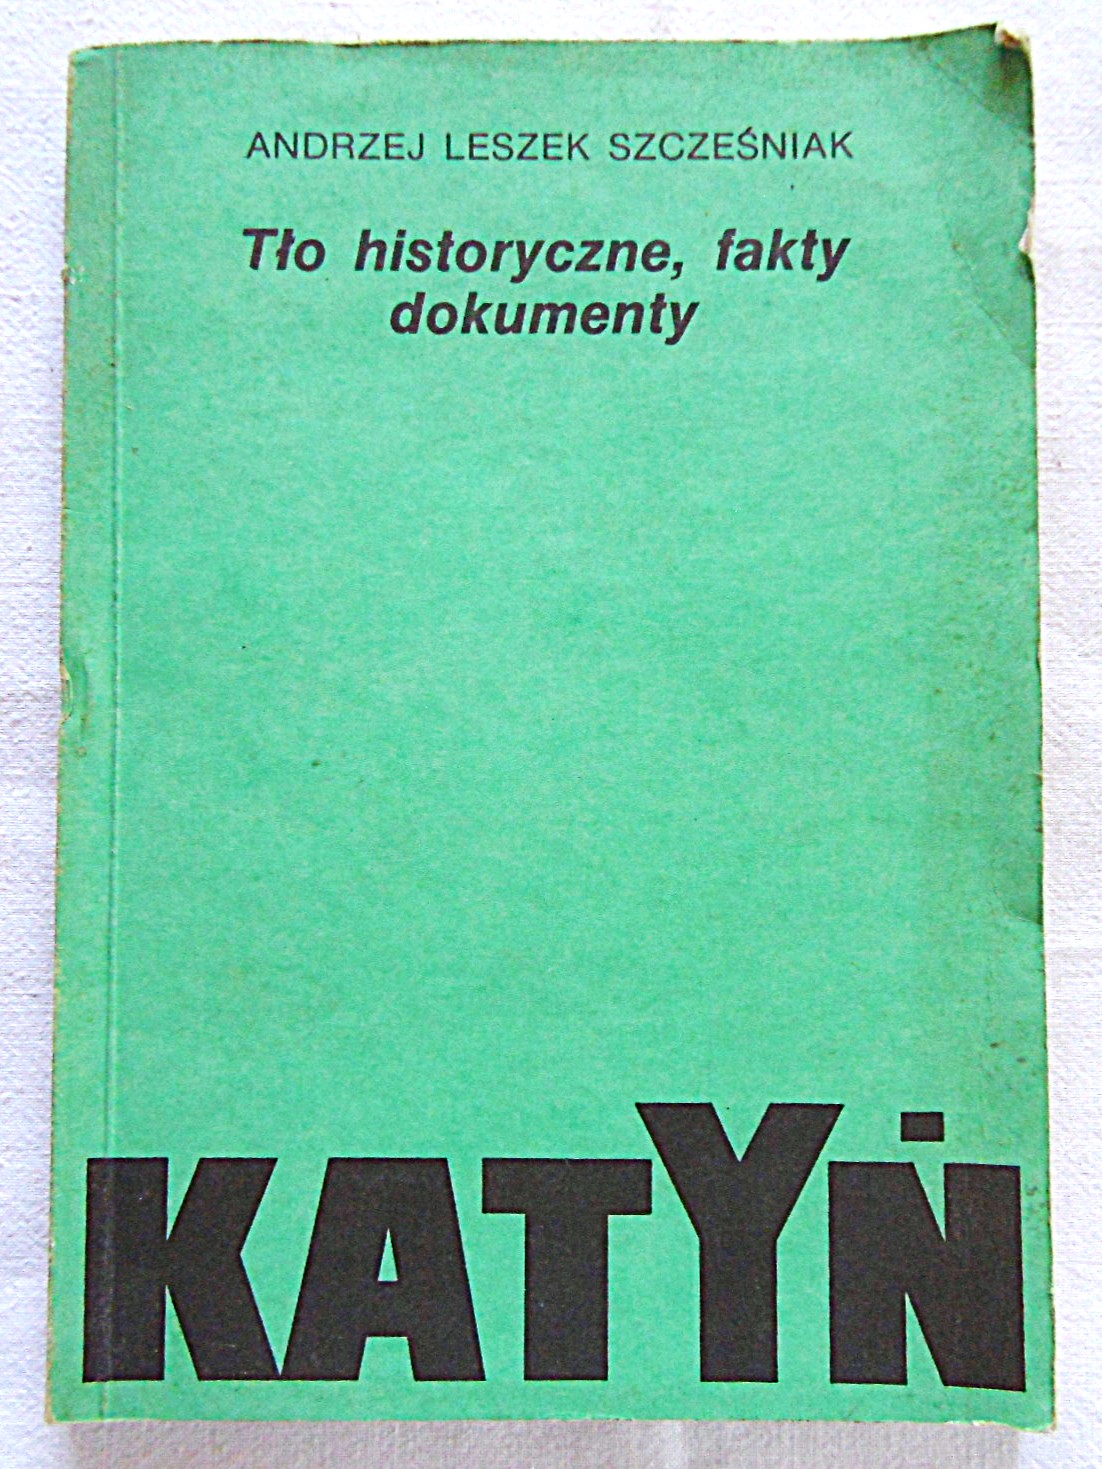 ANDRZEJ LESZEK SZCZEŚNIAK
Tło historyczne, fakty
dokumenty
KATYŃ